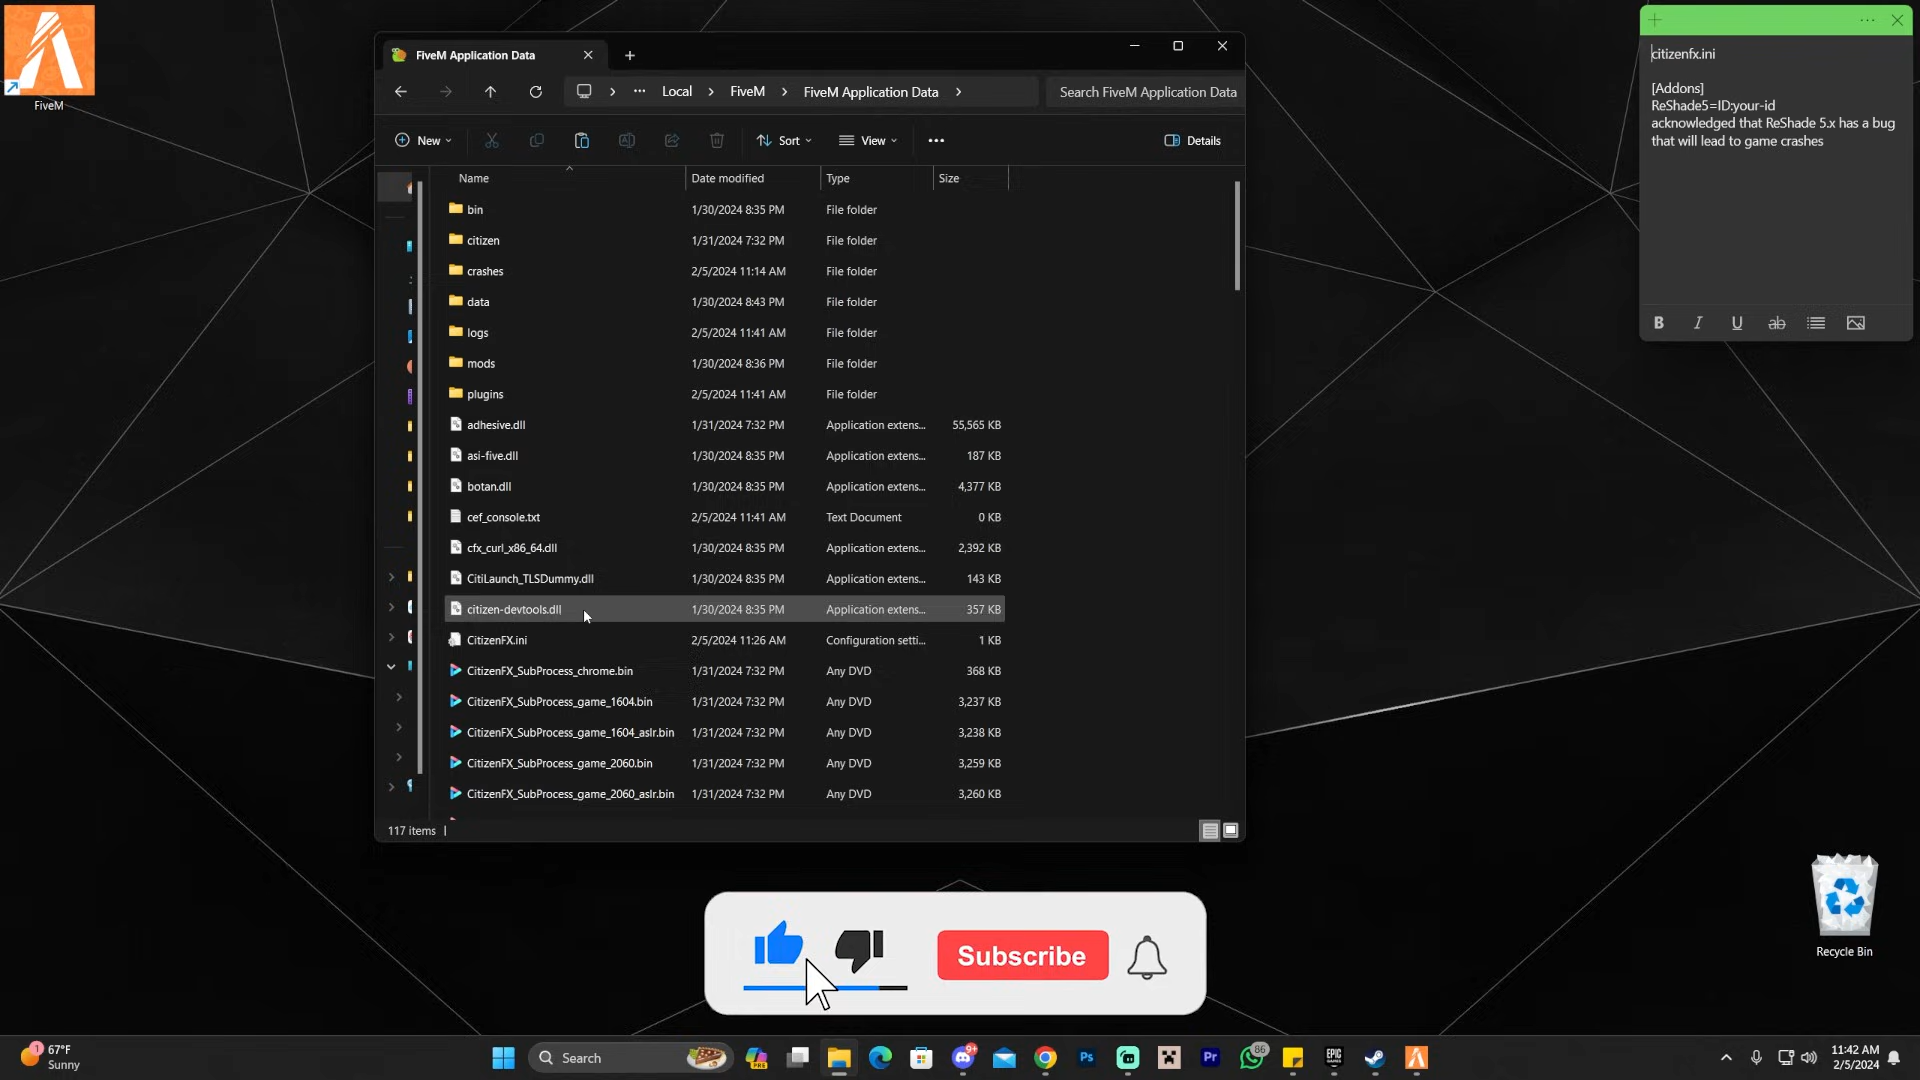 FiveM
FiveM Application Data
Local
FiveM
FiveM Application Data
Search FiveM Application Data
New
Sort
View
Details
Name Date modified Type Size
bin 1/30/2024 8:35 PM File folder
citizen 1/31/2024 7:32 PM File folder
crashes 2/5/2024 11:14 AM File folder
data 1/30/2024 8:43 PM File folder
logs 2/5/2024 11:41 AM File folder
mods 1/30/2024 8:36 PM File folder
plugins 2/5/2024 11:41 AM File folder
adhesive.dll 1/31/2024 7:32 PM Application extens... 55,565 KB
asi-five.dll 1/30/2024 8:35 PM Application extens... 187 KB
botan.dll 1/30/2024 8:35 PM Application extens... 4,377 KB
cef_console.txt 2/5/2024 11:41 AM Text Document 0 KB
cfx_curl_x86_64.dll 1/30/2024 8:35 PM Application extens... 2,392 KB
CitiLaunch_TLSDummy.dll 1/30/2024 8:35 PM Application extens... 143 KB
citizen-devtools.dll 1/30/2024 8:35 PM Application extens... 357 KB
CitizenFX.ini 2/5/2024 11:26 AM Configuration setti... 1 KB
CitizenFX_SubProcess_chrome.bin 1/31/2024 7:32 PM Any DVD 368 KB
CitizenFX_SubProcess_game_1604.bin 1/31/2024 7:32 PM Any DVD 3,237 KB
CitizenFX_SubProcess_game_1604_aslr.bin 1/31/2024 7:32 PM Any DVD 3,238 KB
CitizenFX_SubProcess_game_2060.bin 1/31/2024 7:32 PM Any DVD 3,259 KB
CitizenFX_SubProcess_game_2060_aslr.bin 1/31/2024 7:32 PM Any DVD 3,260 KB
117 items
citizenfx.ini
[Addons]
ReShade5=ID:your-id
acknowledged that ReShade 5.x has a bug
that will lead to game crashes
B I U ab
Recycle Bin
Subscribe
1
67°F
Sunny
Search
PRE
9+
Ps
Pr
86
EPIC
GAMES
11:42 AM
2/5/2024